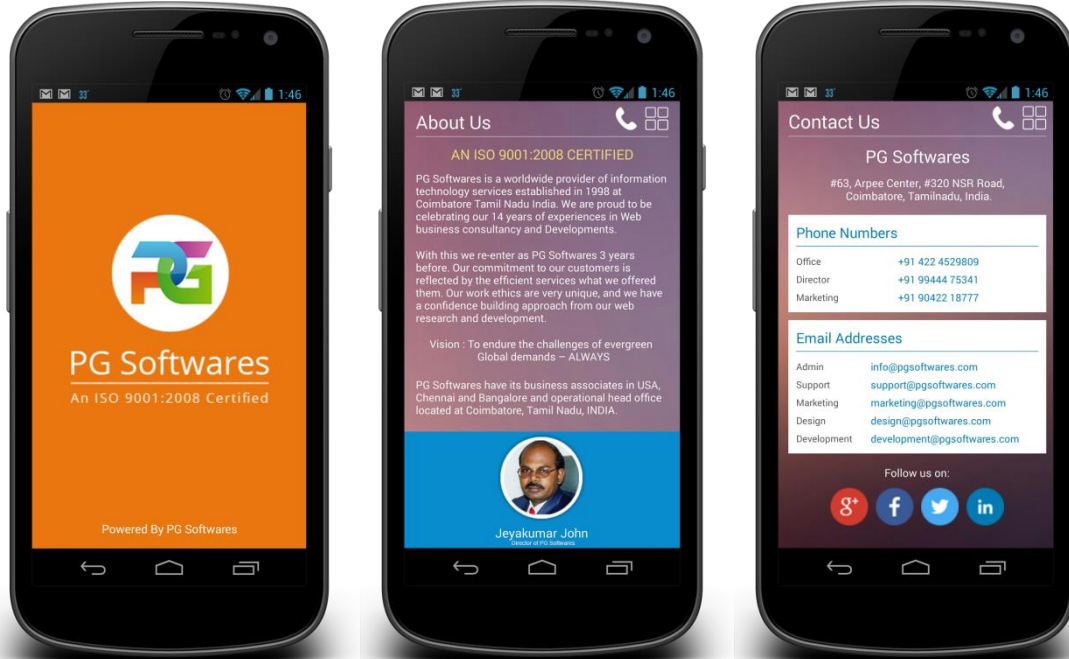 33°
1:46
PG
PG Softwares
An ISO 9001:2008 Certified
Powered By PG Softwares
33°
1:46
About Us
AN ISO 9001:2008 CERTIFIED
PG Softwares is a worldwide provider of information
technology services established in 1998 at
Coimbatore Tamil Nadu India. We are proud to be
celebrating our 14 years of experiences in Web
business consultancy and Developments.
With this we re-enter as PG Softwares 3 years
before. Our commitment to our customers is
reflected by the efficient services what we offered
them. Our work ethics are very unique, and we have
a confidence building approach from our web
research and development.
Vision : To endure the challenges of evergreen
Global demands – ALWAYS
PG Softwares have its business associates in USA,
Chennai and Bangalore and operational head office
located at Coimbatore, Tamil Nadu, INDIA.
Jeyakumar John
Director of PG Softwares
33°
1:46
Contact Us
PG Softwares
#63, Arpee Center, #320 NSR Road,
Coimbatore, Tamilnadu, India.
Phone Numbers
Office +91 422 4529809
Director +91 99444 75341
Marketing +91 90422 18777
Email Addresses
Admin info@pgsoftwares.com
Support support@pgsoftwares.com
Marketing marketing@pgsoftwares.com
Design design@pgsoftwares.com
Development development@pgsoftwares.com
Follow us on:
g+ f in